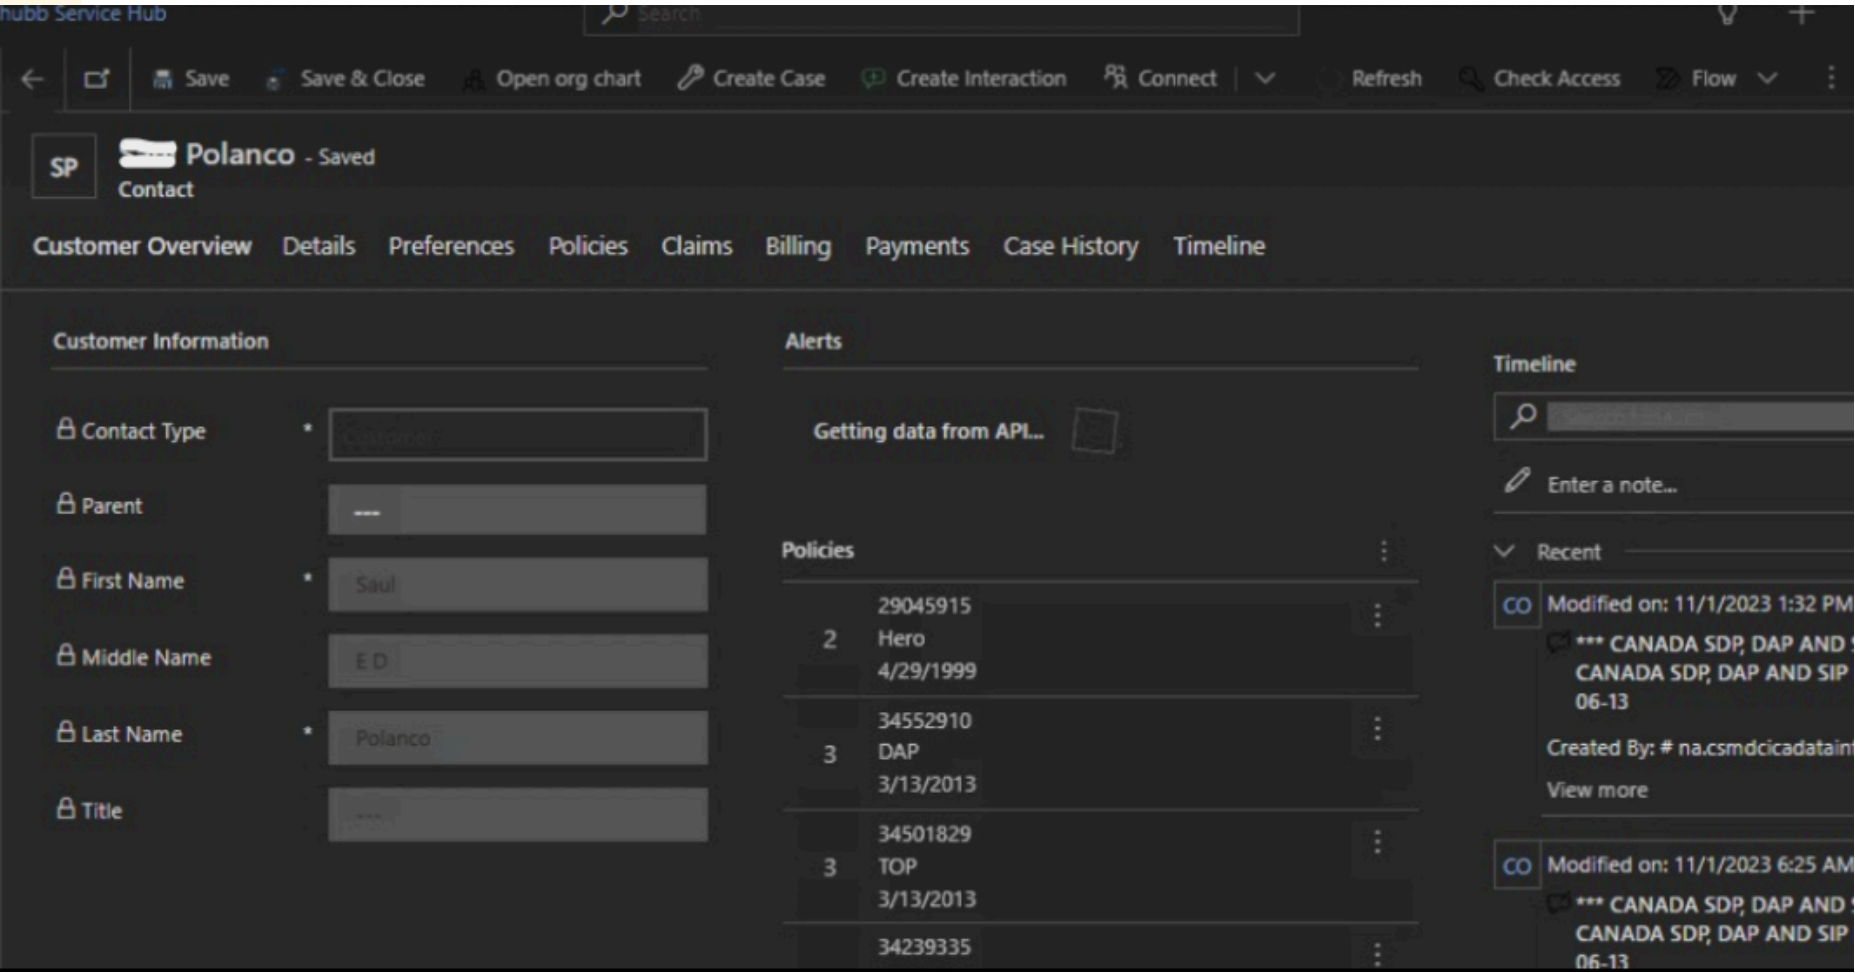 hubb Service Hub
Search
Save
Save & Close
Open org chart
Create Case
Create Interaction
Connect
Refresh
Check Access
Flow
SP
Polanco - Saved
Contact
Customer Overview
Details
Preferences
Policies
Claims
Billing
Payments
Case History
Timeline
Customer Information
Contact Type *
Customer
Parent
---
First Name *
Saul
Middle Name
E D
Last Name *
Polanco
Title
---
Alerts
Getting data from API...
Policies
2
29045915
Hero
4/29/1999
3
34552910
DAP
3/13/2013
3
34501829
TOP
3/13/2013
34239335
Timeline
Enter a note...
Recent
CO
Modified on: 11/1/2023 1:32 PM
*** CANADA SDP, DAP AND
CANADA SDP, DAP AND SIP
06-13
Created By: # na.csmdcicadatain
View more
CO
Modified on: 11/1/2023 6:25 AM
*** CANADA SDP, DAP AND
CANADA SDP, DAP AND SIP
06-13